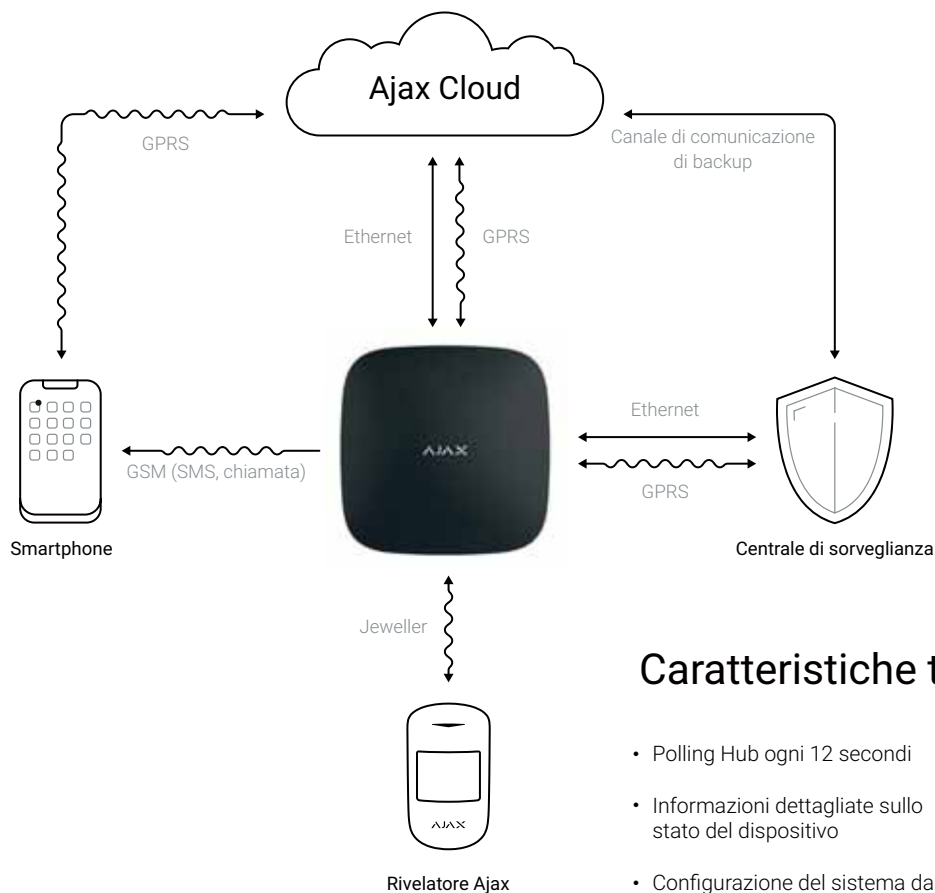 Ajax Cloud
GPRS
Canale di comunicazione
di backup
Ethernet
GPRS
AJAX
Ethernet
GPRS
GSM (SMS, chiamata)
Smartphone
Centrale di sorveglianza
Jeweller
AJAX
Rivelatore Ajax
Caratteristiche t
• Polling Hub ogni 12 secondi
• Informazioni dettagliate sullo
stato del dispositivo
• Configurazione del sistema da